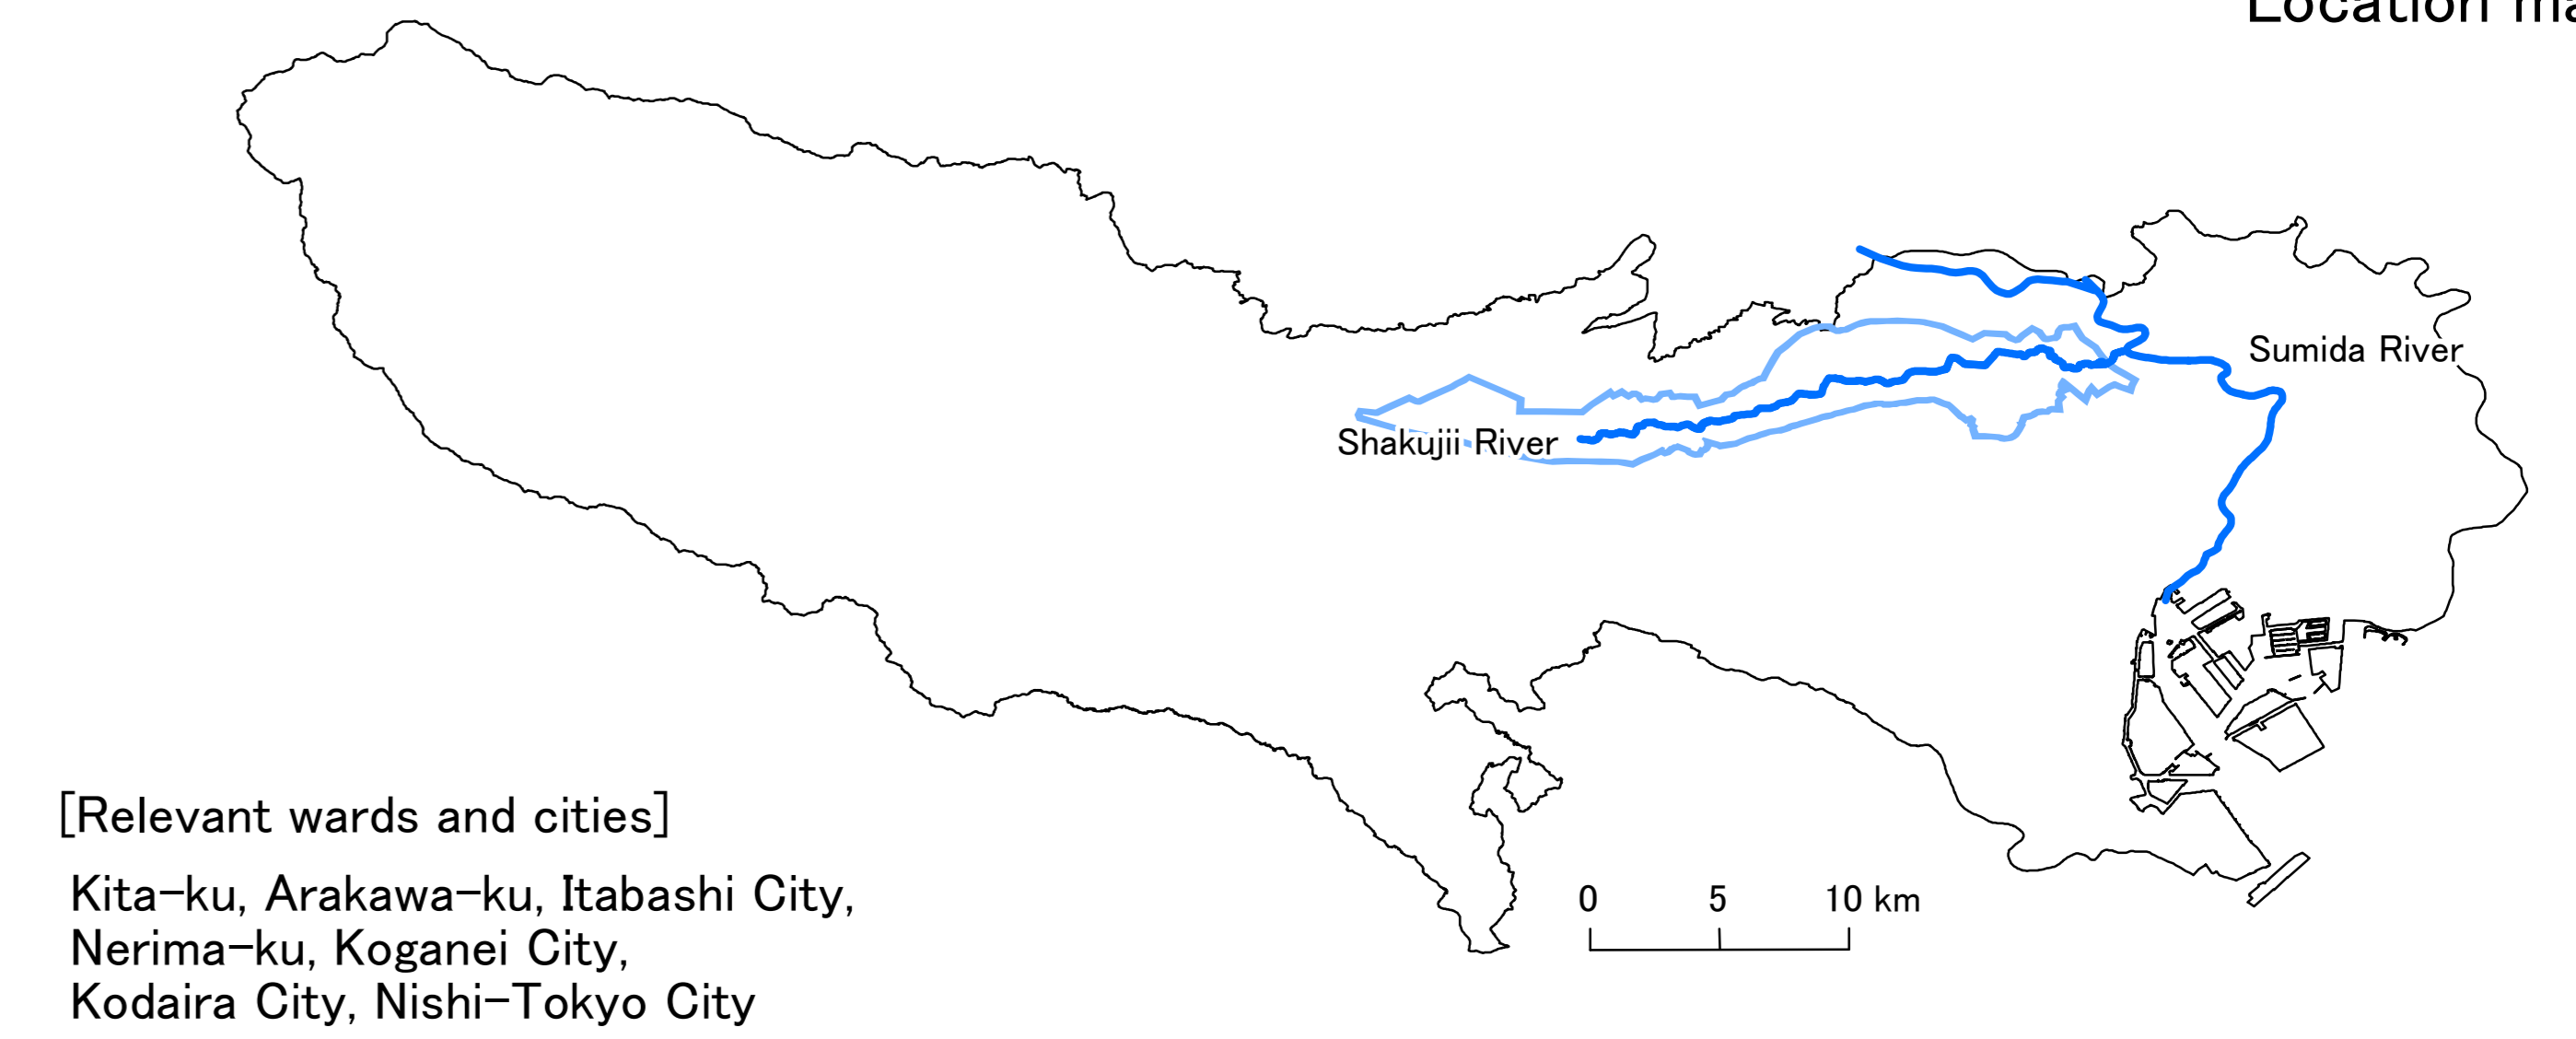 Location
Sumida River
Shakujii River
[Relevant wards and cities]
Kita-ku, Arakawa-ku, Itabashi City,
Nerima-ku, Koganei City,
Kodaira City, Nishi-Tokyo City
0 5 10 km